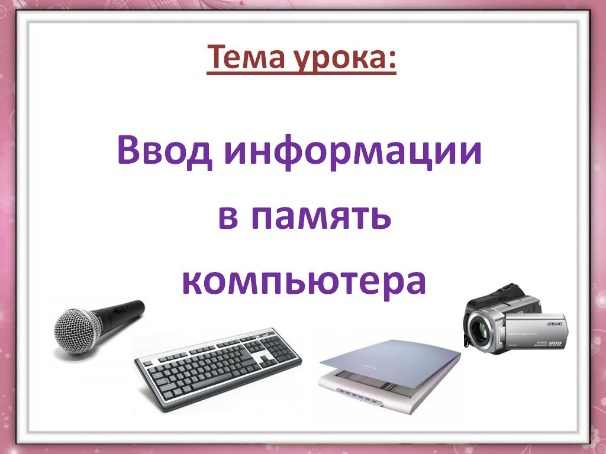 Тема урока:
Ввод информации
в память
компьютера